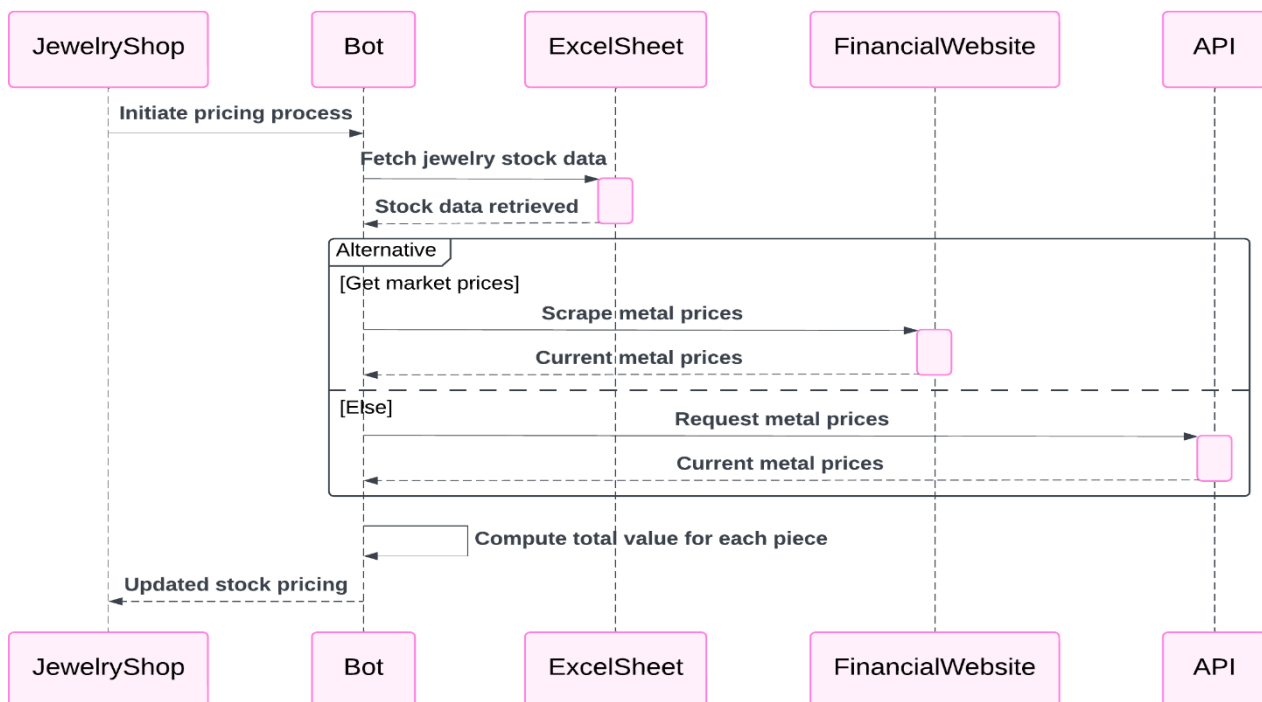 JewelryShop Bot ExcelSheet FinancialWebsite API
Initiate pricing process
Fetch jewelry stock data
Stock data retrieved
Alternative
[Get market prices]
Scrape metal prices
Current metal prices
[Else]
Request metal prices
Current metal prices
Compute total value for each piece
Updated stock pricing
JewelryShop Bot ExcelSheet FinancialWebsite API